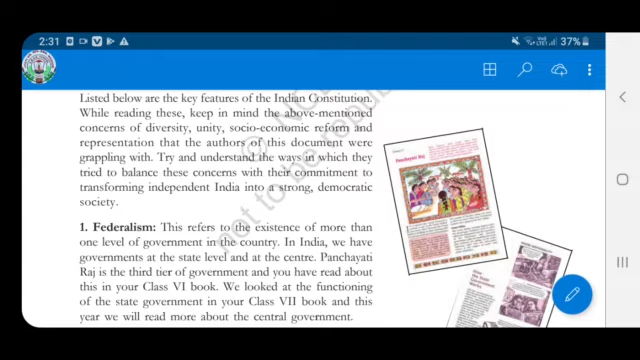 2:31
Vo))
LTE1
37%
Listed below are the key features of the Indian Constitution.
While reading these, keep in mind the above-mentioned
concerns of diversity, unity, socio-economic reform and
representation that the authors of this document were
grappling with. Try and understand the ways in which they
tried to balance these concerns with their commitment to
transforming independent India into a strong, democratic
society.
1. Federalism: This refers to the existence of more than
one level of government in the country. In India, we have
governments at the state level and at the centre. Panchayati
Raj is the third tier of government and you have read about
this in your Class VI book. We looked at the functioning
of the state government in your Class VII book and this
year we will read more about the central government.
not to be repu
Panchayati Raj